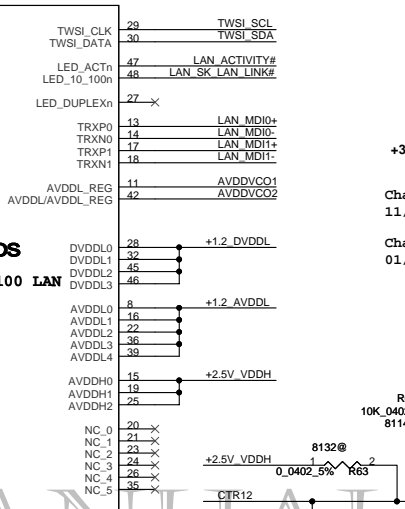 TWSI_CLK 29 TWSI_SCL
TWSI_DATA 30 TWSI_SDA
LED_ACTn 47 LAN_ACTIVITY#
LED_10_100n 48 LAN_SK_LAN_LINK#
LED_DUPLEXn 27
TRXP0 13 LAN_MDI0+
TRXN0 14 LAN_MDI0-
TRXP1 17 LAN_MDI1+
TRXN1 18 LAN_MDI1-
+3
AVDDL_REG 11 AVDDVCO1
AVDDL/AVDDL_REG 42 AVDDVCO2
Cha
11/
Cha
01/
os
100 LAN
DVDDL0 28 +1.2_DVDDL
DVDDL1 32
DVDDL2 45
DVDDL3 46
AVDDL0 8 +1.2_AVDDL
AVDDL1 16
AVDDL2 22
AVDDL3 36
AVDDL4 39
AVDDH0 15 +2.5V_VDDH
AVDDH1 19
AVDDH2 25
R
10K_040
8114
NC_0 20
NC_1 21
NC_2 23
NC_3 24
NC_4 26
NC_5 35
8132@
+2.5V_VDDH 1 2
0_0402_5% R63
CTR12